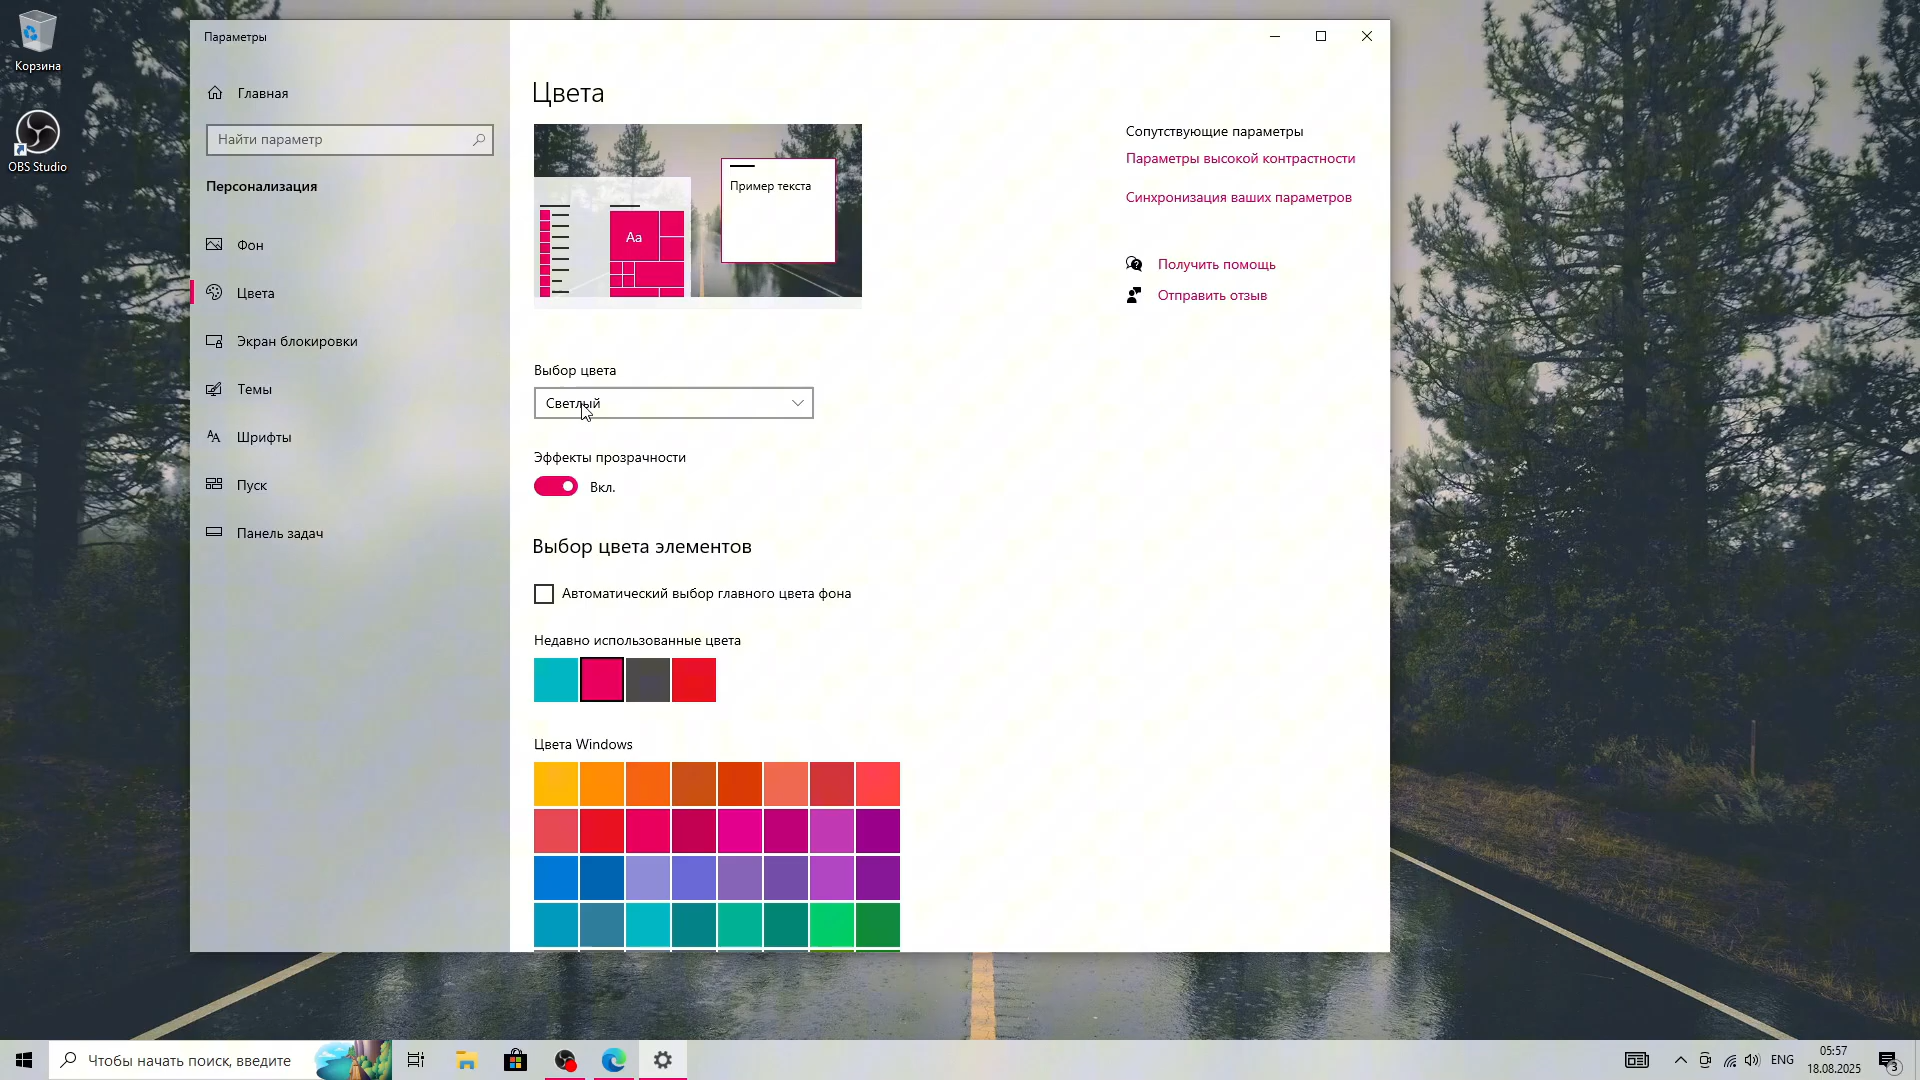 Корзина
OBS Studio
Параметры
Главная
Найти параметр
Персонализация
Фон
Цвета
Экран блокировки
Темы
Шрифты
Пуск
Панель задач
Цвета
Пример текста
Aa
Выбор цвета
Светлый
Эффекты прозрачности
Вкл.
Выбор цвета элементов
Автоматический выбор главного цвета фона
Недавно использованные цвета
Цвета Windows
Сопутствующие параметры
Параметры высокой контрастности
Синхронизация ваших параметров
Получить помощь
Отправить отзыв
Чтобы начать поиск, введите
ENG
05:57
18.08.2025
3